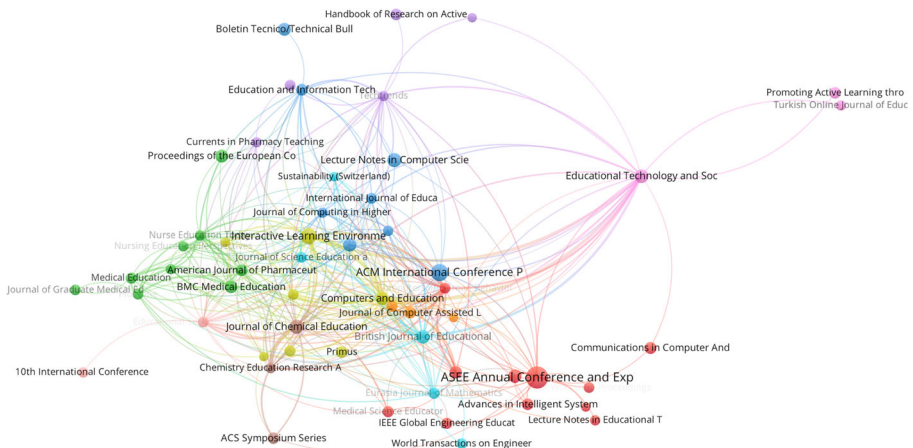 Handbook of Research on Active
Boletin Tecnico/Technical Bull
Education and Information Tech
Techtrends
Promoting Active Learning thro
Turkish Online Journal of Educ
Currents in Pharmacy Teaching
Proceedings of the European Co
Lecture Notes in Computer Scie
Sustainability (Switzerland)
Educational Technology and Soc
International Journal of Educa
Journal of Computing in Higher
Nurse Education T
Interactive Learning Environme
Nursing Education Perspectives
Journal of Science Education a
American Journal of Pharmaceut
ACM International Conference P
Medical Education
BMC Medical Education
Journal of Graduate Medical Ed
Computers and Education
Journal of Computer Assisted L
Journal of Chemical Education
British Journal of Educational
Primus
Communications in Computer And
Chemistry Education Research A
10th International Conference
ASEE Annual Conference and Exp
Eurasia Journal of Mathematics
Advances in Intelligent System
Medical Science Educator
IEEE Global Engineering Educat
Lecture Notes in Educational T
ACS Symposium Series
World Transactions on Engineer